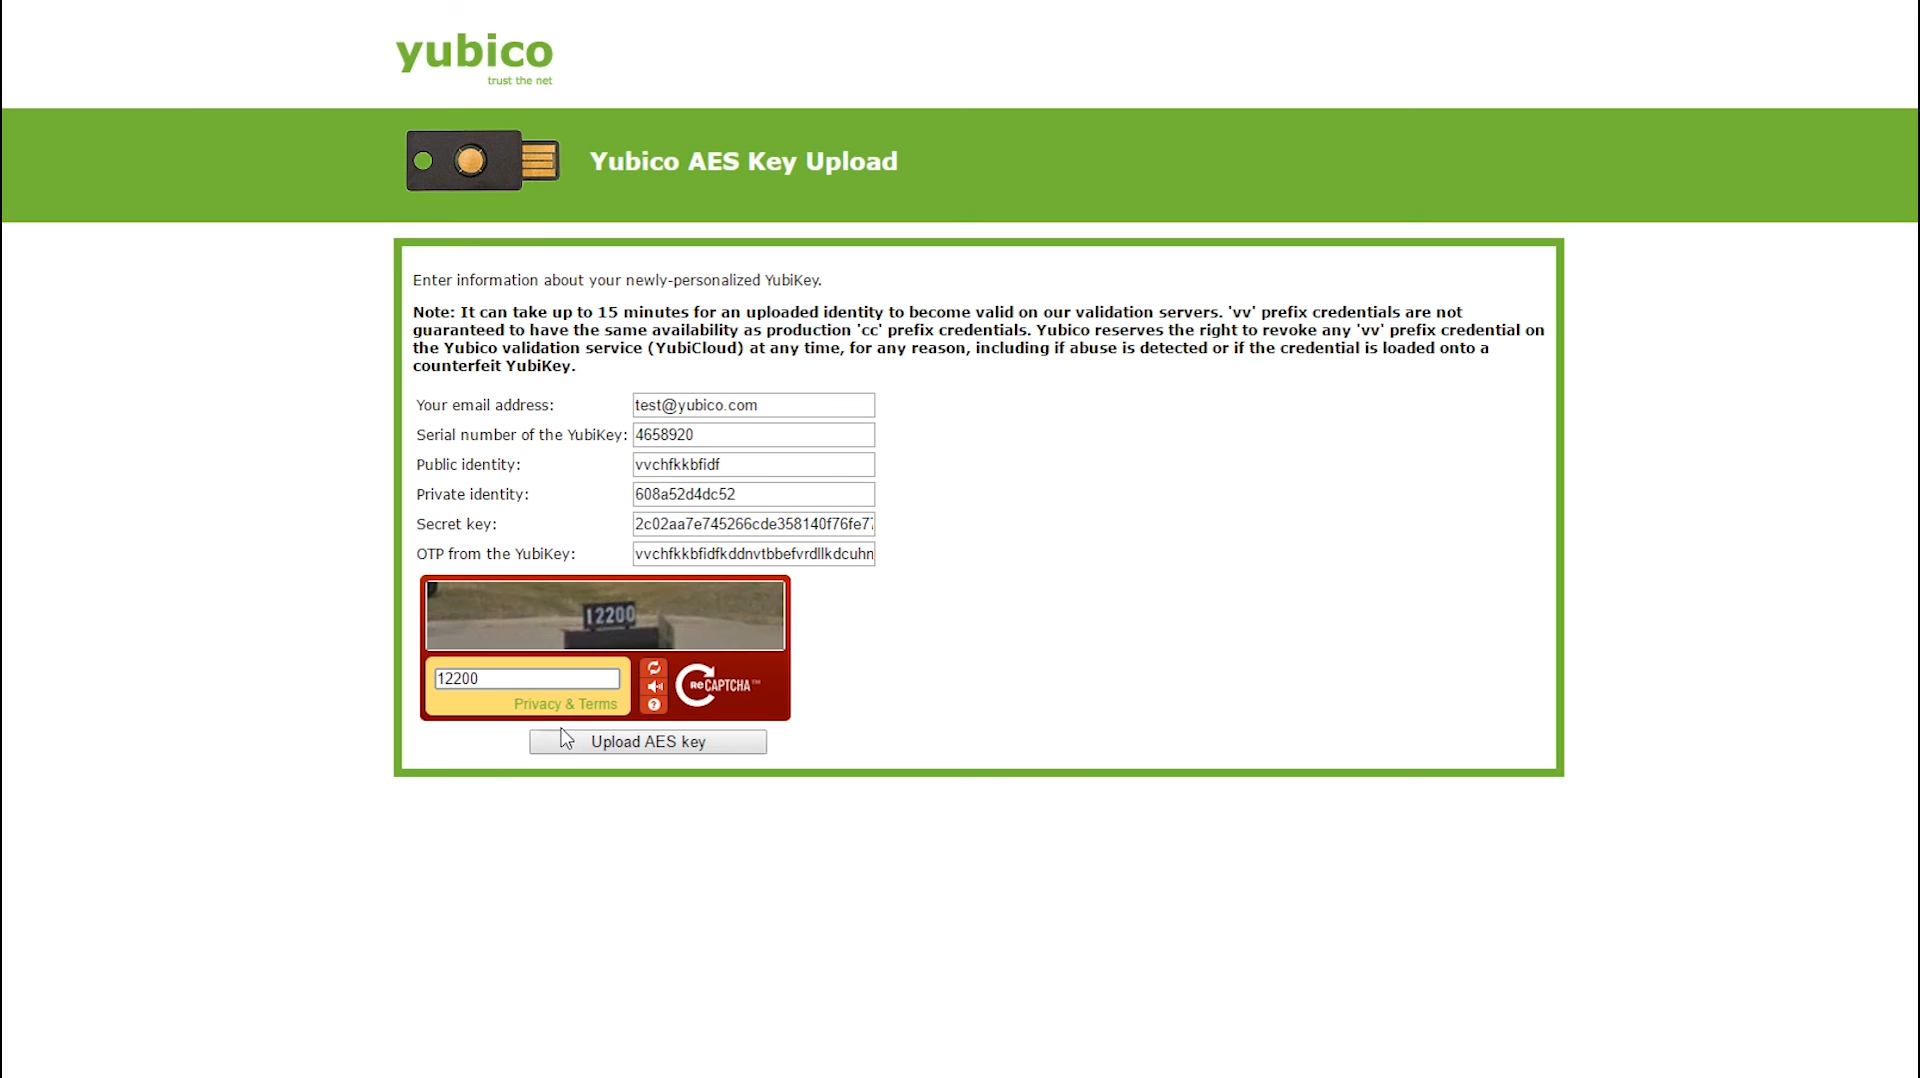 yubico
trust the net
Yubico AES Key Upload
Enter information about your newly-personalized YubiKey.
Note: It can take up to 15 minutes for an uploaded identity to become valid on our validation servers. 'vv' prefix credentials are not
guaranteed to have the same availability as production 'cc' prefix credentials. Yubico reserves the right to revoke any 'vv' prefix credential on
the Yubico validation service (YubiCloud) at any time, for any reason, including if abuse is detected or if the credential is loaded onto a
counterfeit YubiKey.
Your email address: test@yubico.com
Serial number of the YubiKey: 4658920
Public identity: vvchfkkbfidf
Private identity: 608a52d4dc52
Secret key: 2c02aa7e745266cde358140f76fe77
OTP from the YubiKey: vvchfkkbfidfkddnvtbbefvrdllkdcuhn
12200
12200
Privacy & Terms
ReCAPTCHA™
Upload AES key